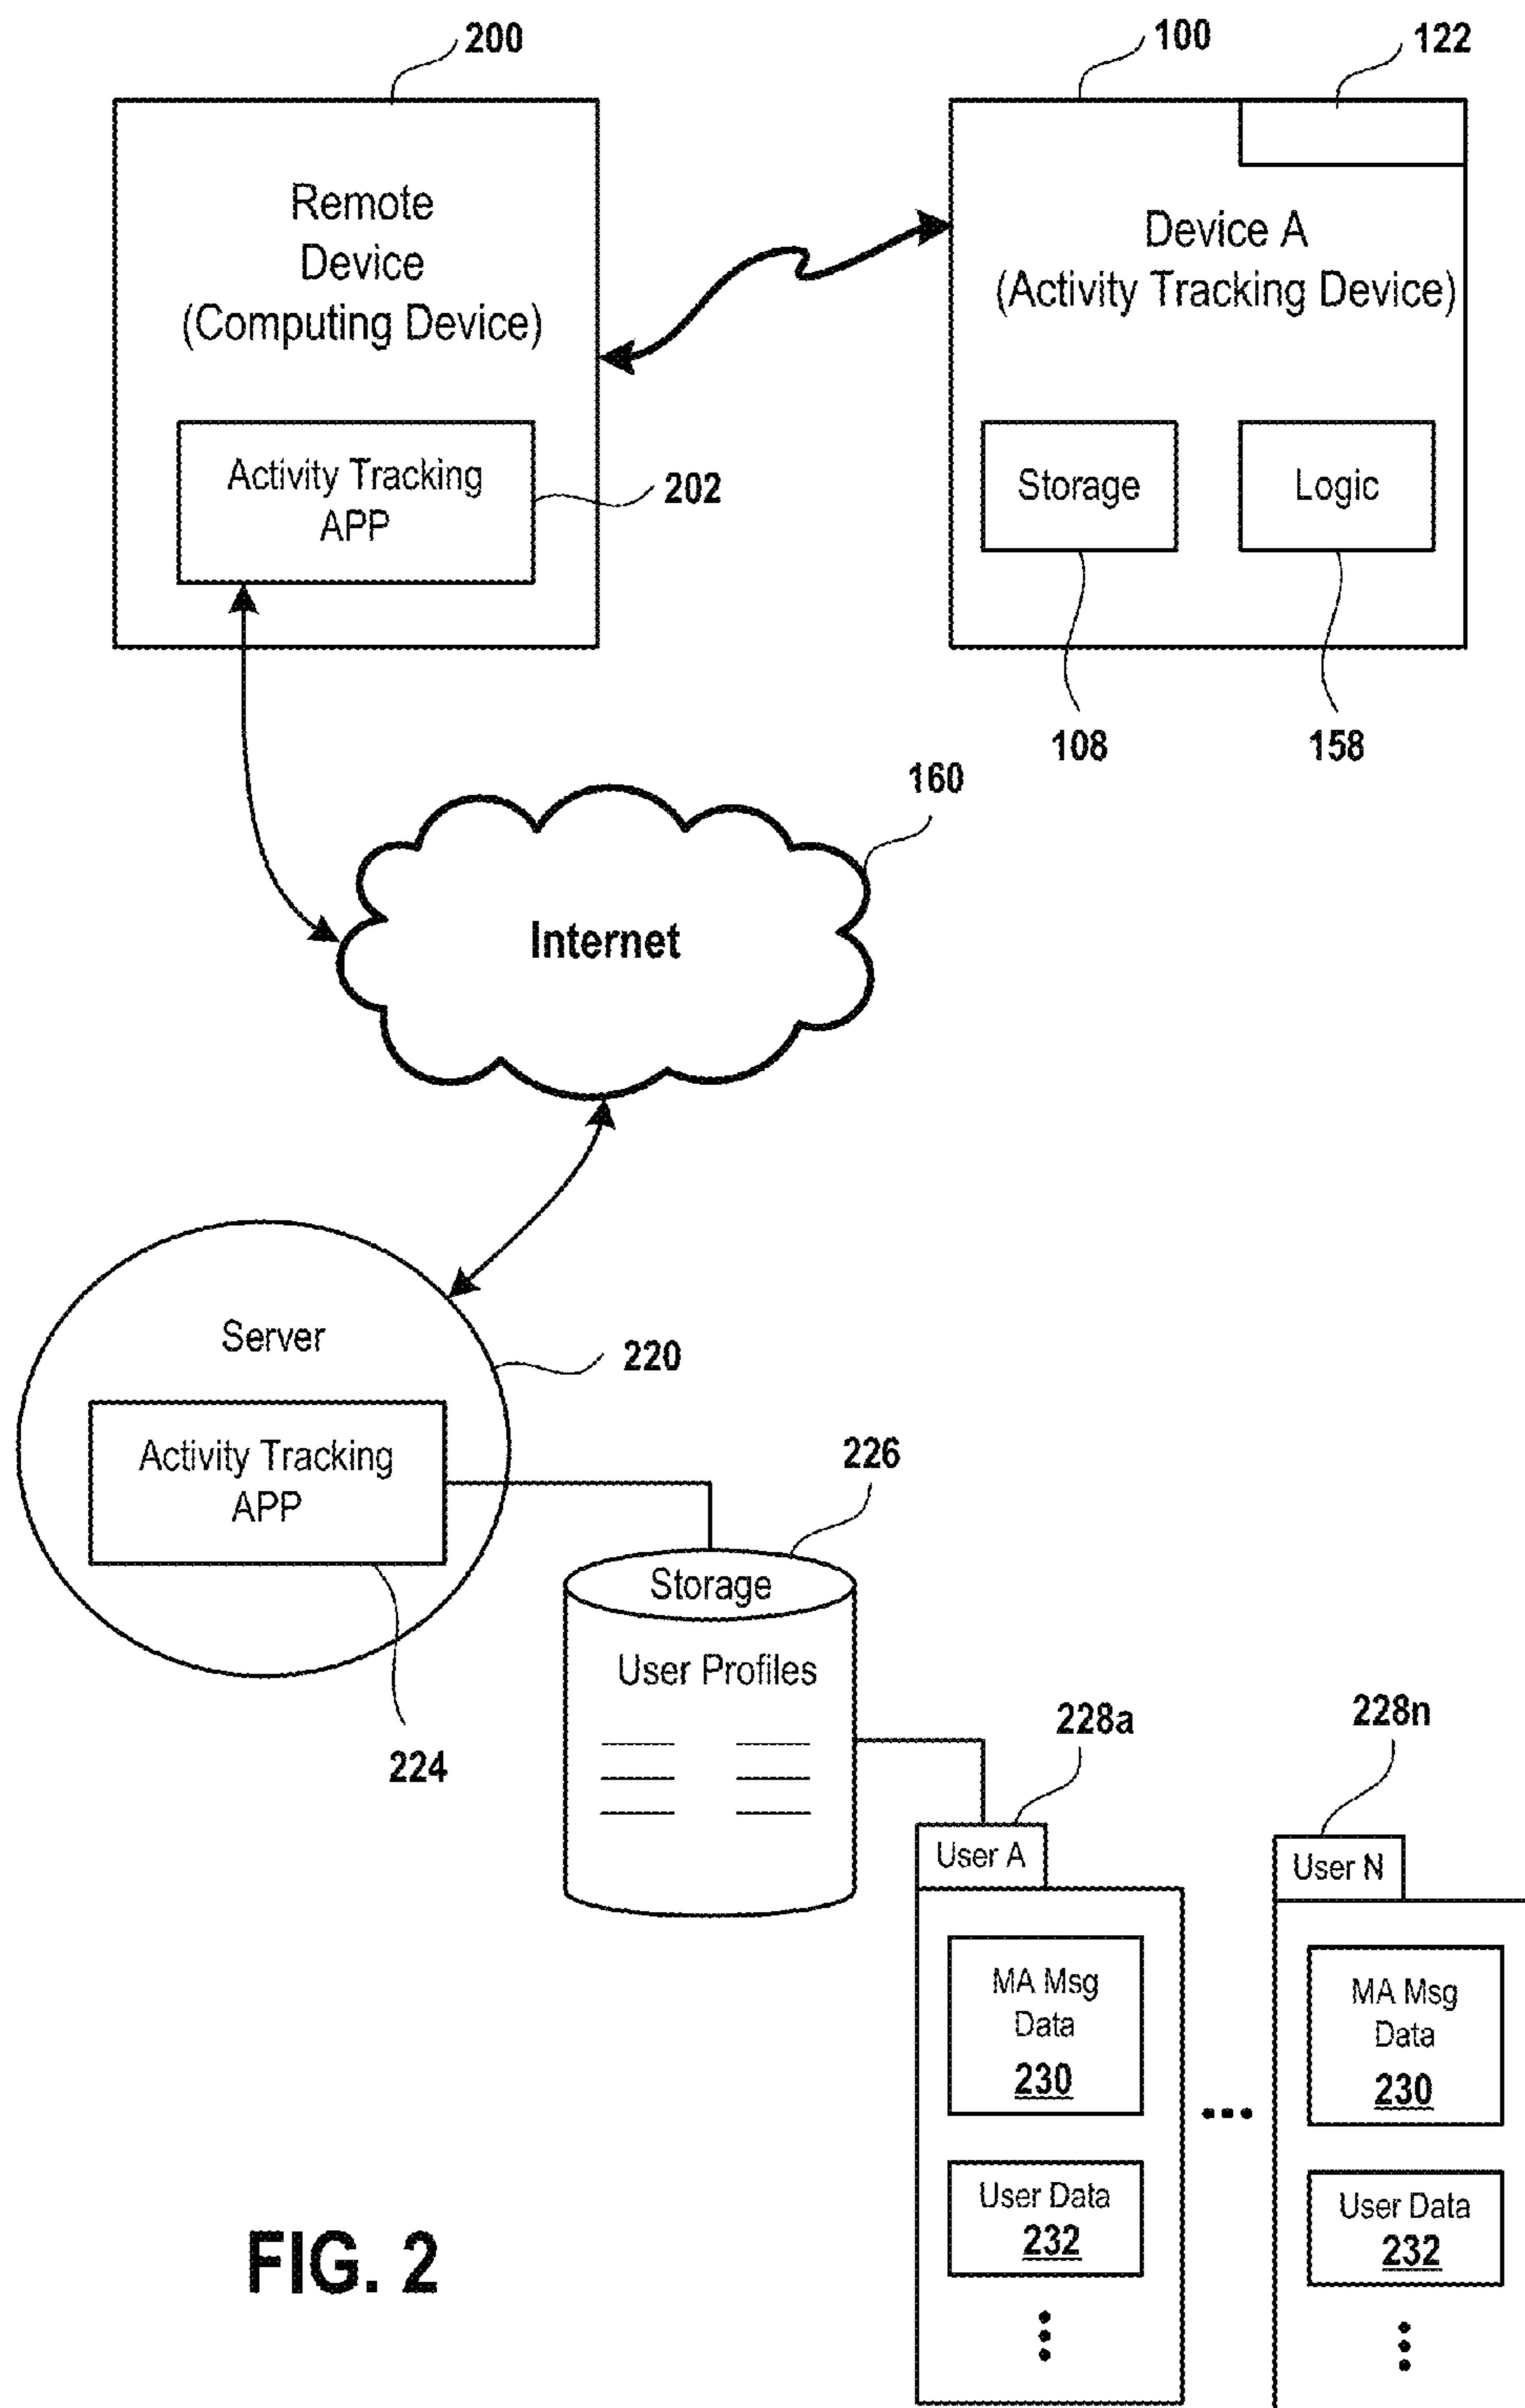 200
100
122
Remote
Device
(Computing Device)
Device A
(Activity Tracking Device)
Activity Tracking
APP
202
Storage
Logic
108
158
160
Internet
Server
220
Activity Tracking
APP
224
226
Storage
User Profiles
228a
228n
User A
User N
MA Msg
Data
230
MA Msg
Data
230
User Data
232
User Data
232
FIG. 2